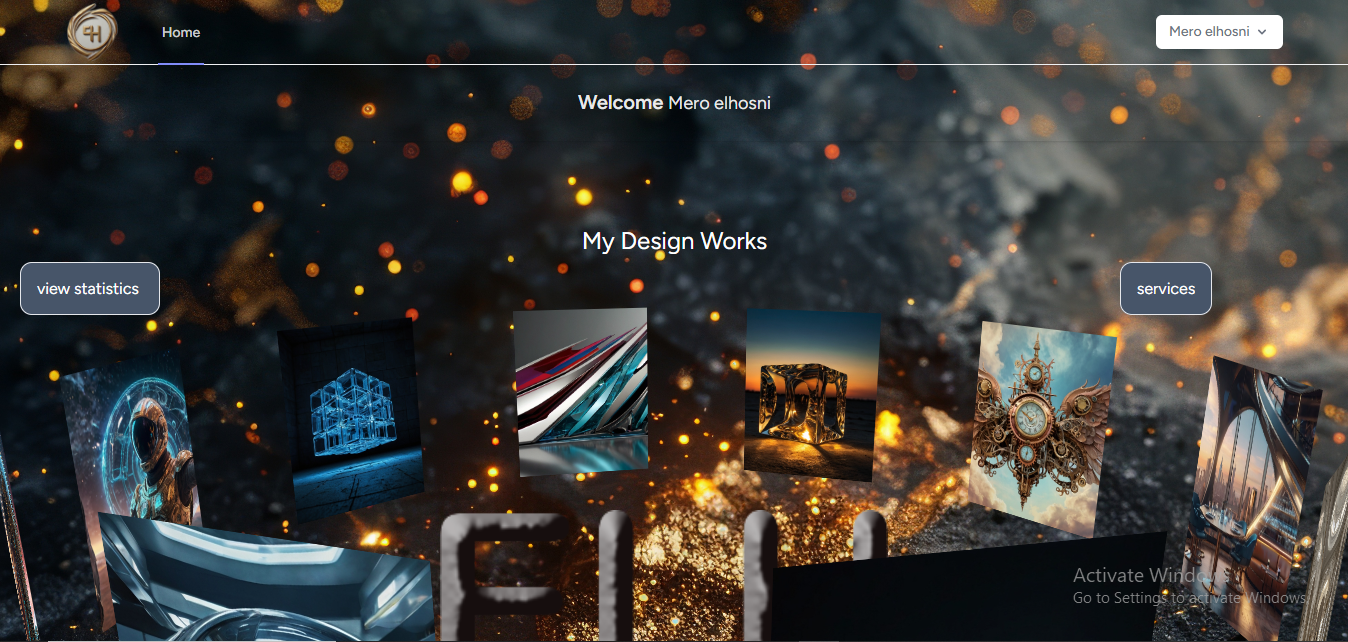 Home
Mero elhosni
Welcome Mero elhosni
My Design Works
view statistics
services
Activate Windows
Go to Settings to activate Windows.